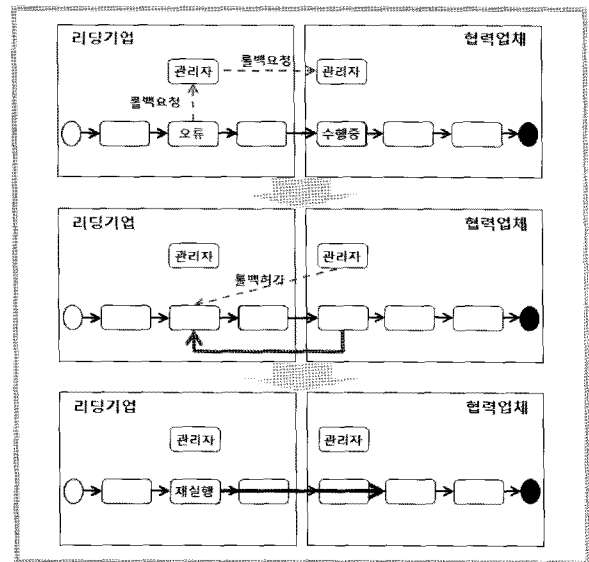 리딩기업 협력업체
관리자 롤백요청 관리자
롤백요청
오류 수행중
리딩기업 협력업체
관리자 관리자
롤백허가
리딩기업 협력업체
관리자 관리자
재실행